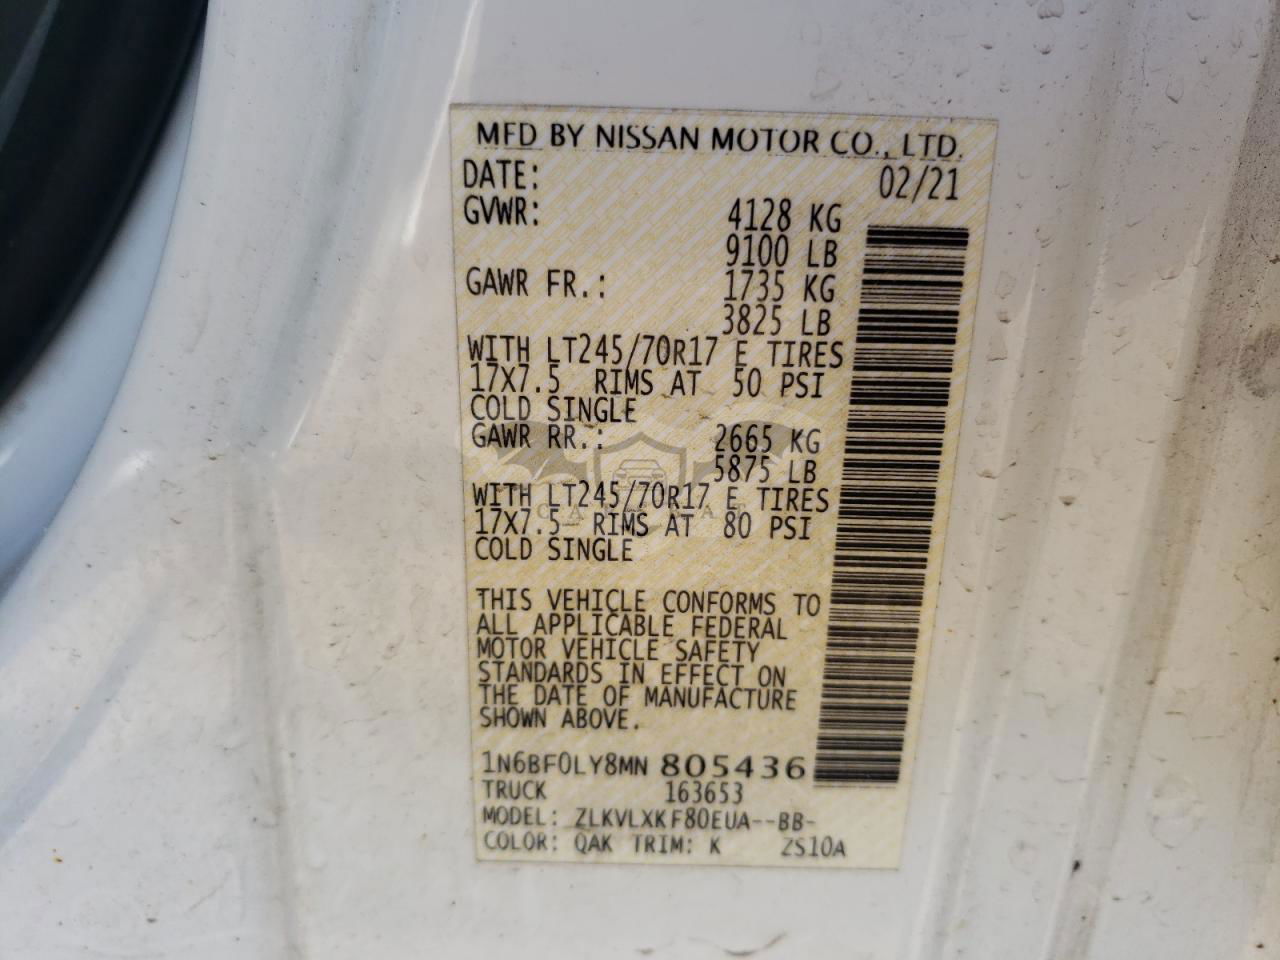 MFD BY NISSAN MOTOR CO., LTD.
DATE: 02/21
GVWR: 4128 KG
9100 LB
GAWR FR.: 1735 KG
3825 LB
WITH LT245/70R17 E TIRES
17X7.5 RIMS AT 50 PSI
COLD SINGLE
GAWR RR.: 2665 KG
5875 LB
WITH LT245/70R17 E TIRES
17X7.5 RIMS AT 80 PSI
COLD SINGLE
THIS VEHICLE CONFORMS TO
ALL APPLICABLE FEDERAL
MOTOR VEHICLE SAFETY
STANDARDS IN EFFECT ON
THE DATE OF MANUFACTURE
SHOWN ABOVE.
1N6BF0LY8MN 805436
TRUCK 163653
MODEL: ZLKVLXKF80EUA--BB-
COLOR: QAK TRIM: K ZS10A